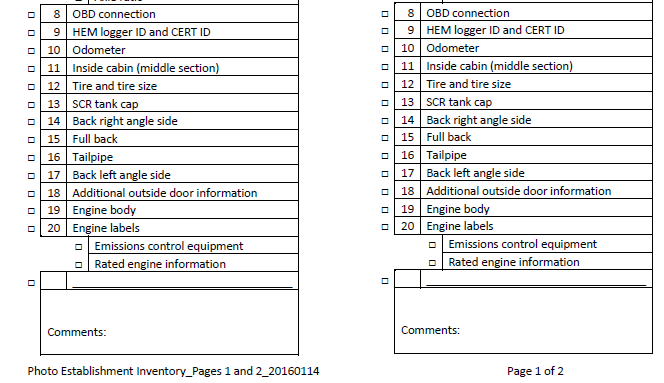 8 OBD connection
9 HEM logger ID and CERT ID
10 Odometer
11 Inside cabin (middle section)
12 Tire and tire size
13 SCR tank cap
14 Back right angle side
15 Full back
16 Tailpipe
17 Back left angle side
18 Additional outside door information
19 Engine body
20 Engine labels
Emissions control equipment
Rated engine information
Comments:
Photo Establishment Inventory_Pages 1 and 2_20160114
8 OBD connection
9 HEM logger ID and CERT ID
10 Odometer
11 Inside cabin (middle section)
12 Tire and tire size
13 SCR tank cap
14 Back right angle side
15 Full back
16 Tailpipe
17 Back left angle side
18 Additional outside door information
19 Engine body
20 Engine labels
Emissions control equipment
Rated engine information
Comments:
Page 1 of 2